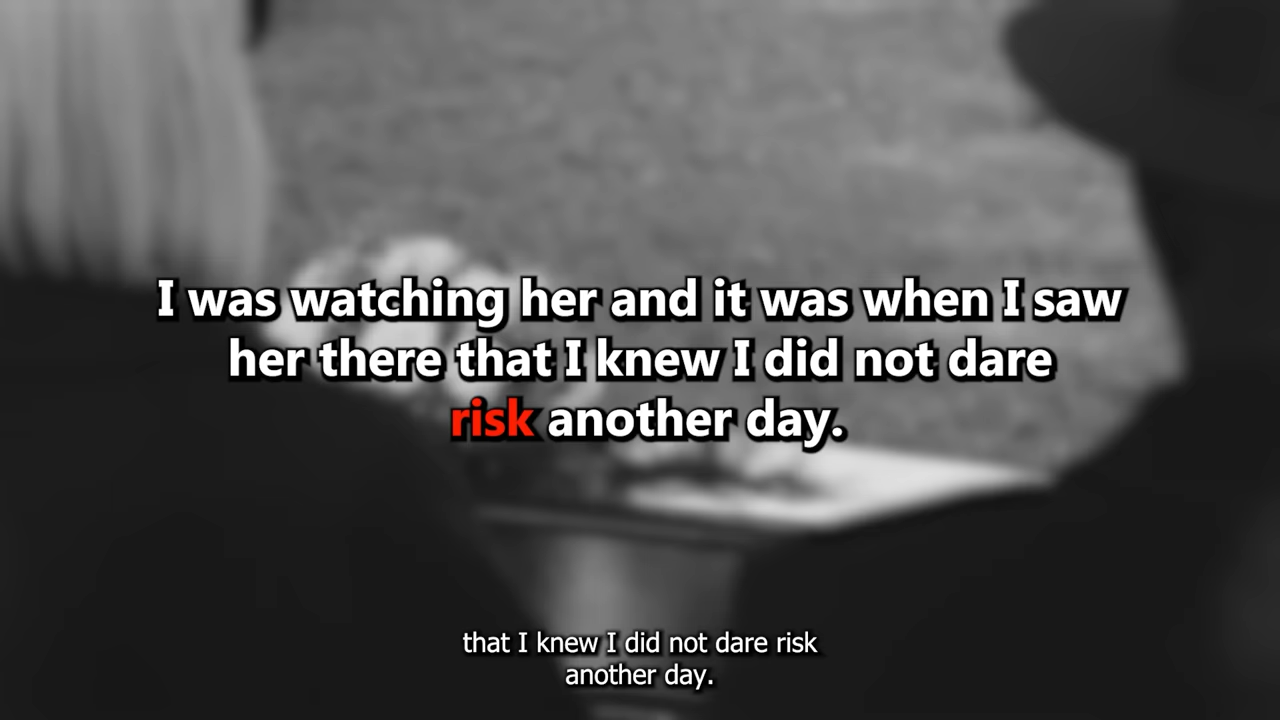 I was watching her and it was when I saw
her there that I knew I did not dare
risk another day.
that I knew I did not dare risk
another day.